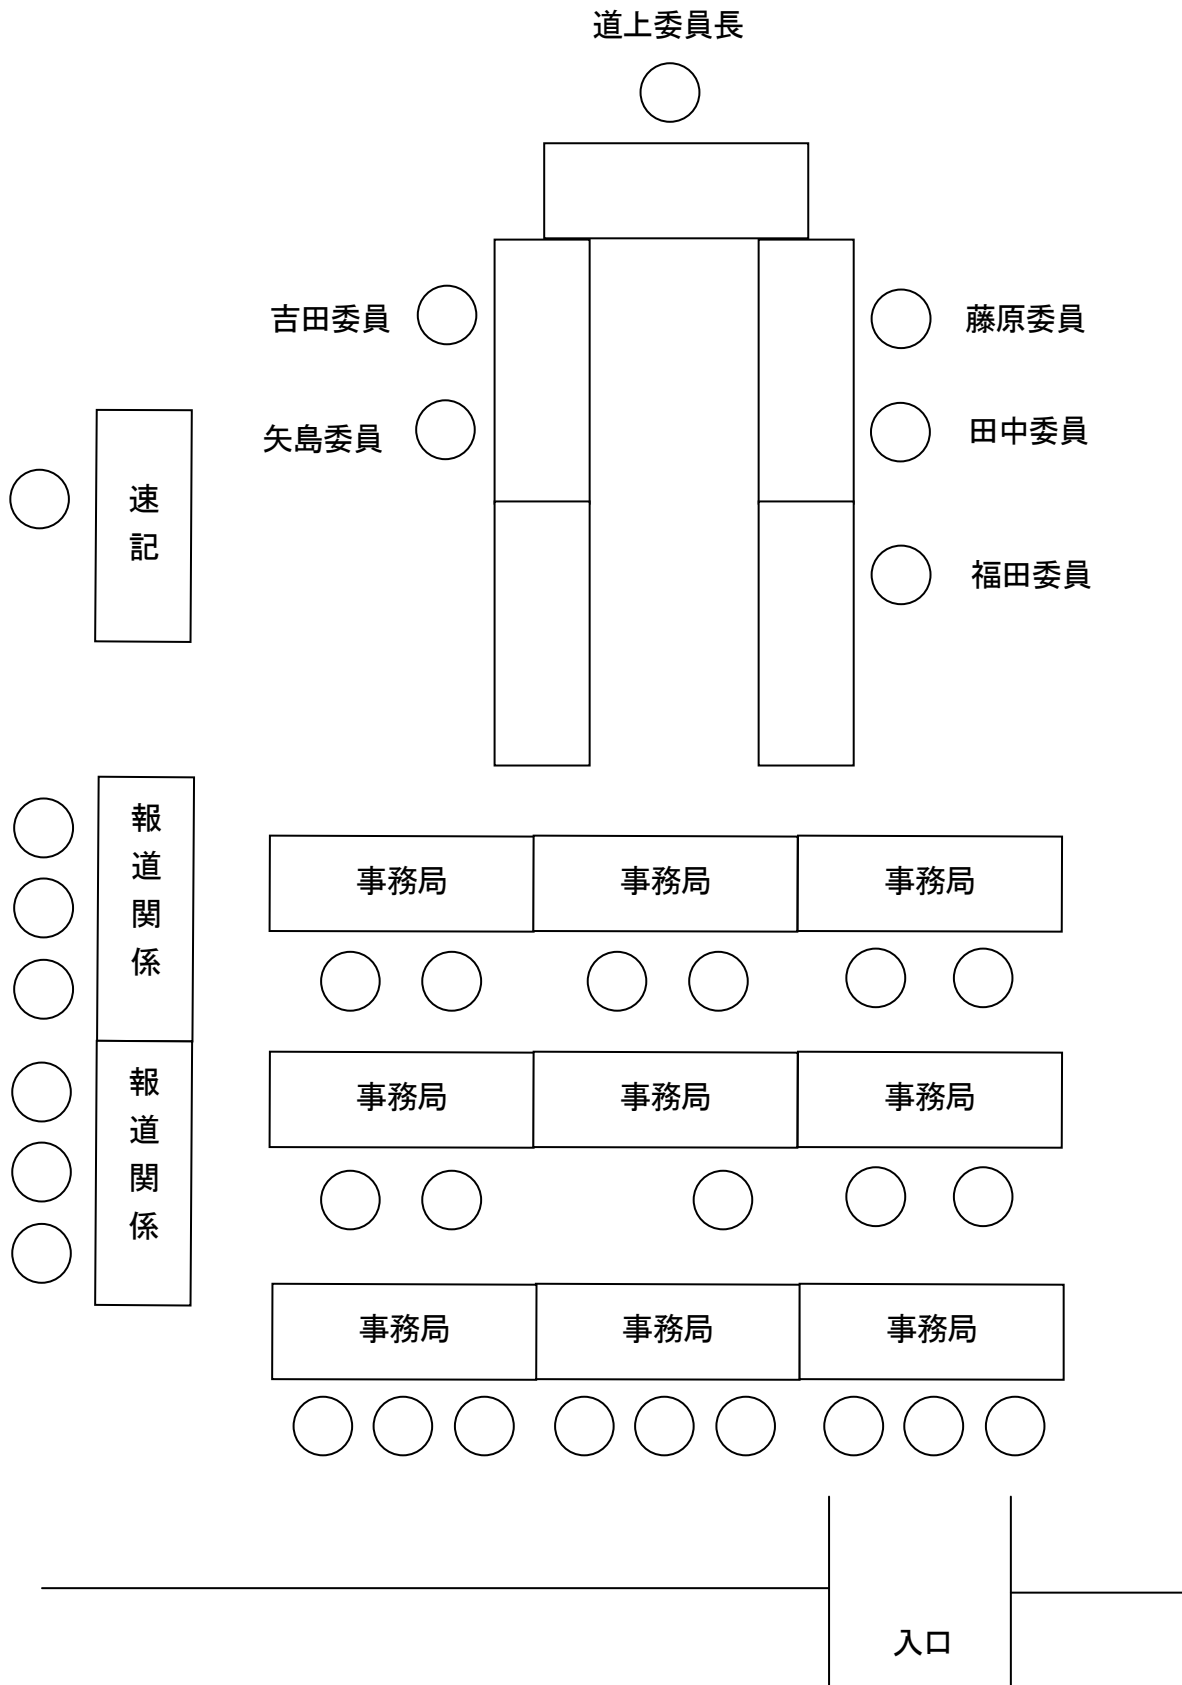 道上委員長
吉田委員
藤原委員
矢島委員
田中委員
速記
福田委員
報道関係
事務局
事務局
事務局
報道関係
事務局
事務局
事務局
事務局
事務局
事務局
入口